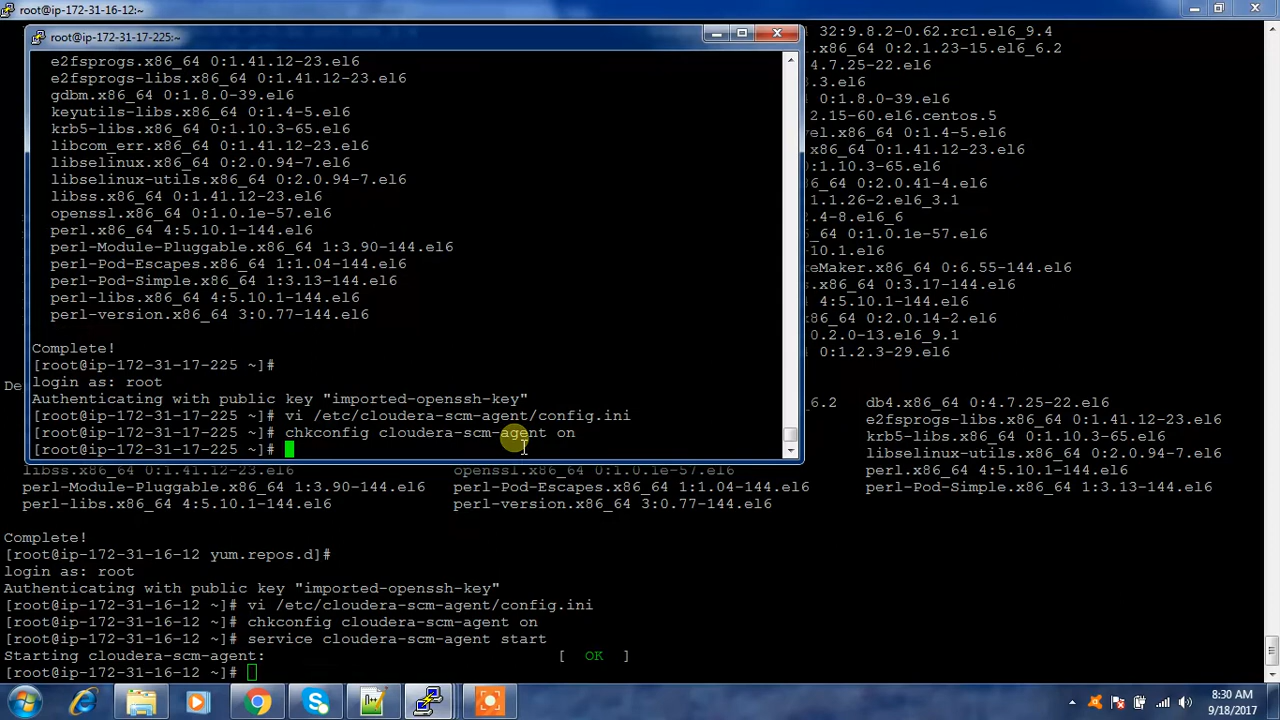 root@ip-172-31-16-12:~
root@ip-172-31-17-225:~
e2fsprogs.x86_64 0:1.41.12-23.el6
e2fsprogs-libs.x86_64 0:1.41.12-23.el6
gdbm.x86_64 0:1.8.0-39.el6
keyutils-libs.x86_64 0:1.4-5.el6
krb5-libs.x86_64 0:1.10.3-65.el6
libcom_err.x86_64 0:1.41.12-23.el6
libselinux.x86_64 0:2.0.94-7.el6
libselinux-utils.x86_64 0:2.0.94-7.el6
libss.x86_64 0:1.41.12-23.el6
openssl.x86_64 0:1.0.1e-57.el6
perl.x86_64 4:5.10.1-144.el6
perl-Module-Pluggable.x86_64 1:3.90-144.el6
perl-Pod-Escapes.x86_64 1:1.04-144.el6
perl-Pod-Simple.x86_64 1:3.13-144.el6
perl-libs.x86_64 4:5.10.1-144.el6
perl-version.x86_64 3:0.77-144.el6
Complete!
[root@ip-172-31-17-225 ~]#
login as: root
Authenticating with public key "imported-openssh-key"
[root@ip-172-31-17-225 ~]# vi /etc/cloudera-scm-agent/config.ini
[root@ip-172-31-17-225 ~]# chkconfig cloudera-scm-agent on
[root@ip-172-31-17-225 ~]#
32:9.8.2-0.62.rc1.el6_9.4
.x86_64 0:2.1.23-15.el6_6.2
4.7.25-22.el6
3.el6
0:1.8.0-39.el6
2.15-60.el6.centos.5
vel.x86_64 0:1.4-5.el6
.x86_64 0:1.41.12-23.el6
0:1.10.3-65.el6
64 0:2.0.41-4.el6
1.1.26-2.el6_3.1
2.4-8.el6_6
0:1.0.1e-57.el6
10.1.el6
eMaker.x86_64 0:6.55-144.el6
s.x86_64 0:3.17-144.el6
4:5.10.1-144.el6
x86_64 0:2.0.14-2.el6
0.2.0-13.el6_9.1
0:1.2.3-29.el6
De
6.2 db4.x86_64 0:4.7.25-22.el6
e2fsprogs-libs.x86_64 0:1.41.12-23.el6
krb5-libs.x86_64 0:1.10.3-65.el6
libselinux-utils.x86_64 0:2.0.94-7.el6
libss.x86_64 0:1.41.12-23.el6 openssl.x86_64 0:1.0.1e-57.el6 perl.x86_64 4:5.10.1-144.el6
perl-Module-Pluggable.x86_64 1:3.90-144.el6 perl-Pod-Escapes.x86_64 1:1.04-144.el6 perl-Pod-Simple.x86_64 1:3.13-144.el6
perl-libs.x86_64 4:5.10.1-144.el6 perl-version.x86_64 3:0.77-144.el6
Complete!
[root@ip-172-31-16-12 yum.repos.d]#
login as: root
Authenticating with public key "imported-openssh-key"
[root@ip-172-31-16-12 ~]# vi /etc/cloudera-scm-agent/config.ini
[root@ip-172-31-16-12 ~]# chkconfig cloudera-scm-agent on
[root@ip-172-31-16-12 ~]# service cloudera-scm-agent start
Starting cloudera-scm-agent: [ OK ]
[root@ip-172-31-16-12 ~]#
8:30 AM
9/18/2017